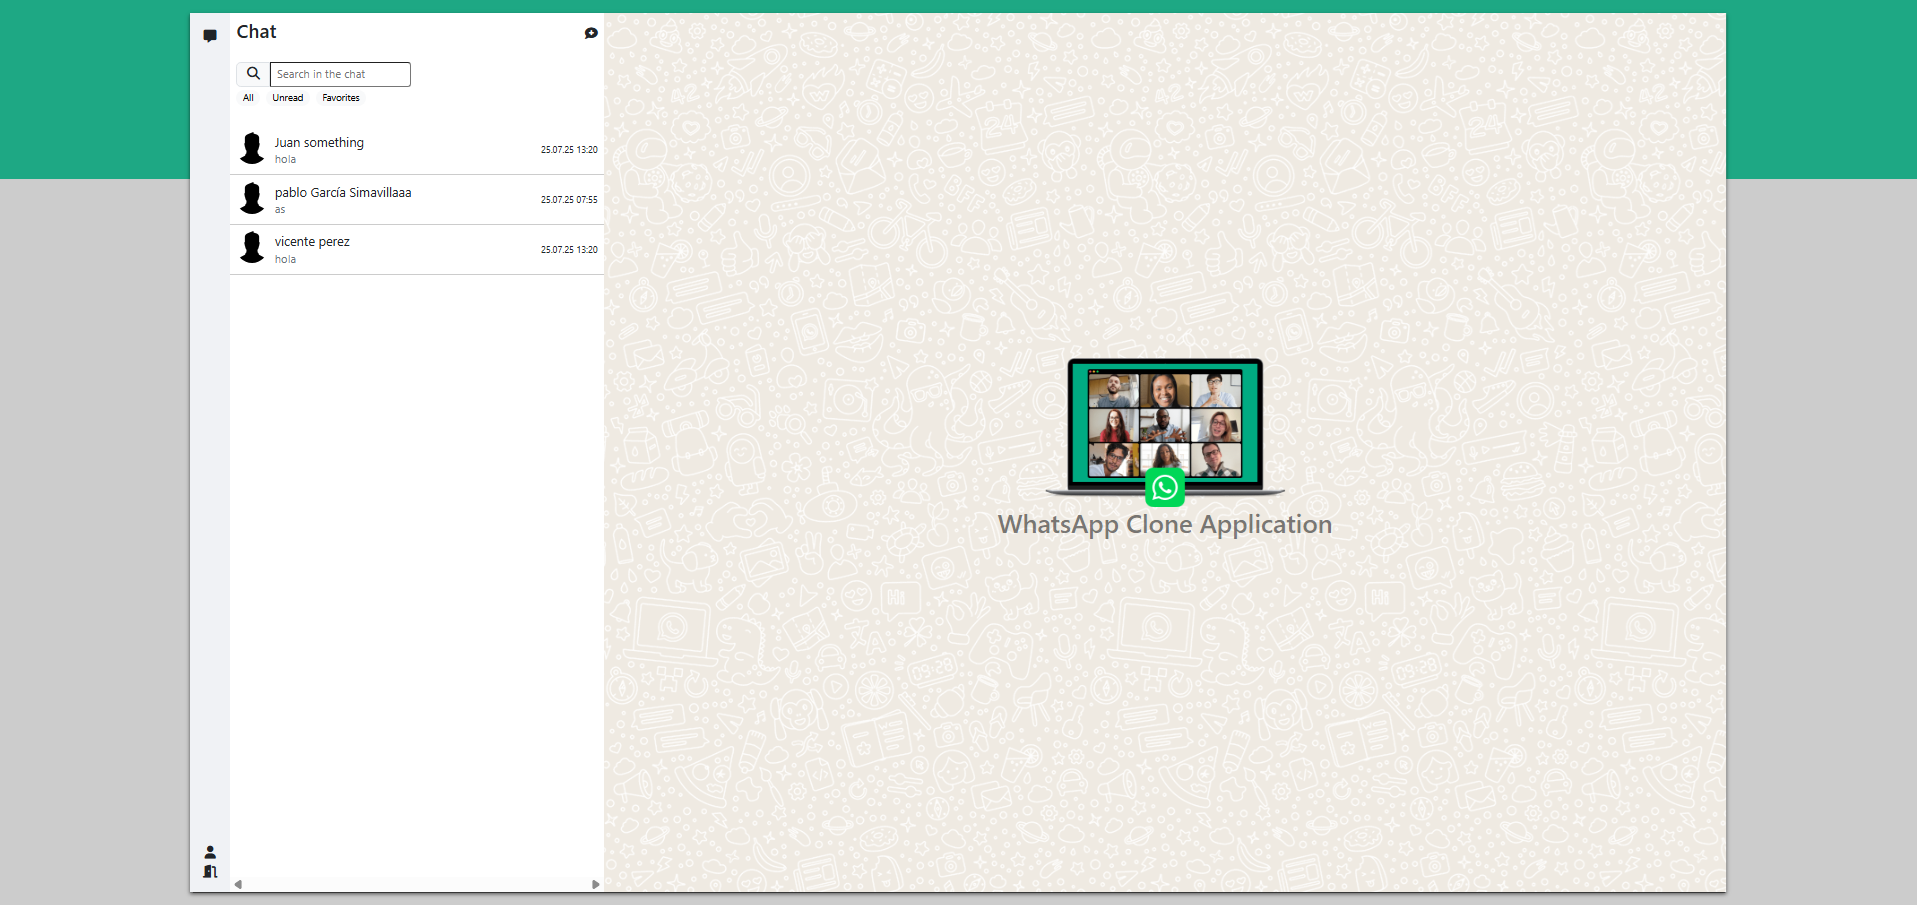 Chat
Search in the chat
All Unread Favorites
Juan something
hola
25.07.25 13:20
pablo García Simavillaaa
as
25.07.25 07:55
vicente perez
hola
25.07.25 13:20
WhatsApp Clone Application